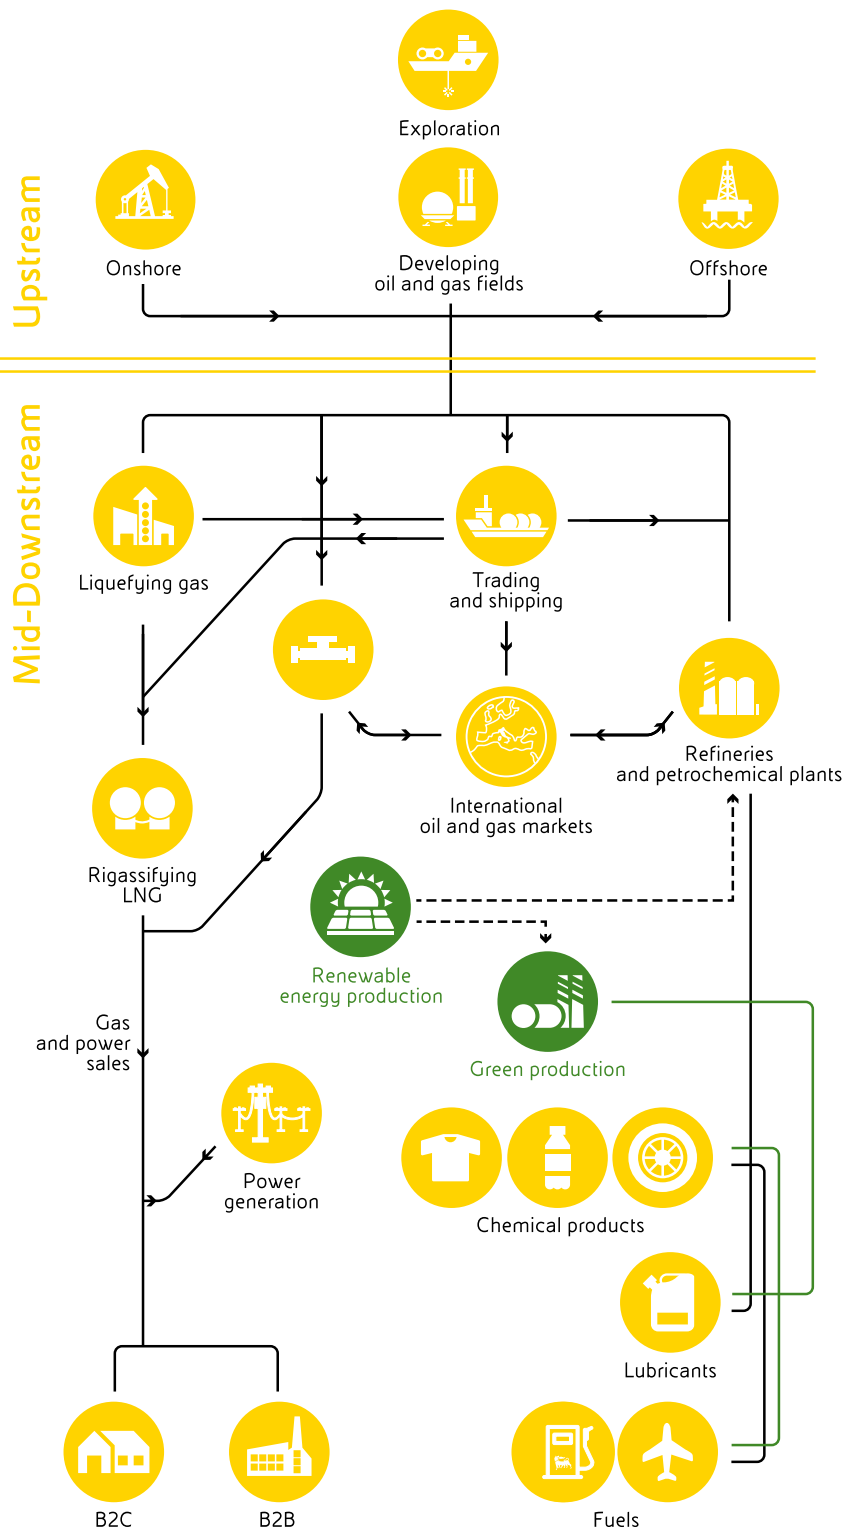 Exploration
Upstream
Onshore
Developing
oil and gas fields
Offshore
Mid-Downstream
Liquefying gas
Trading
and shipping
Refineries
and petrochemical plants
International
oil and gas markets
Rigassifying
LNG
Renewable
energy production
Gas
and power
sales
Green production
Power
generation
Chemical products
Lubricants
B2C
B2B
Fuels